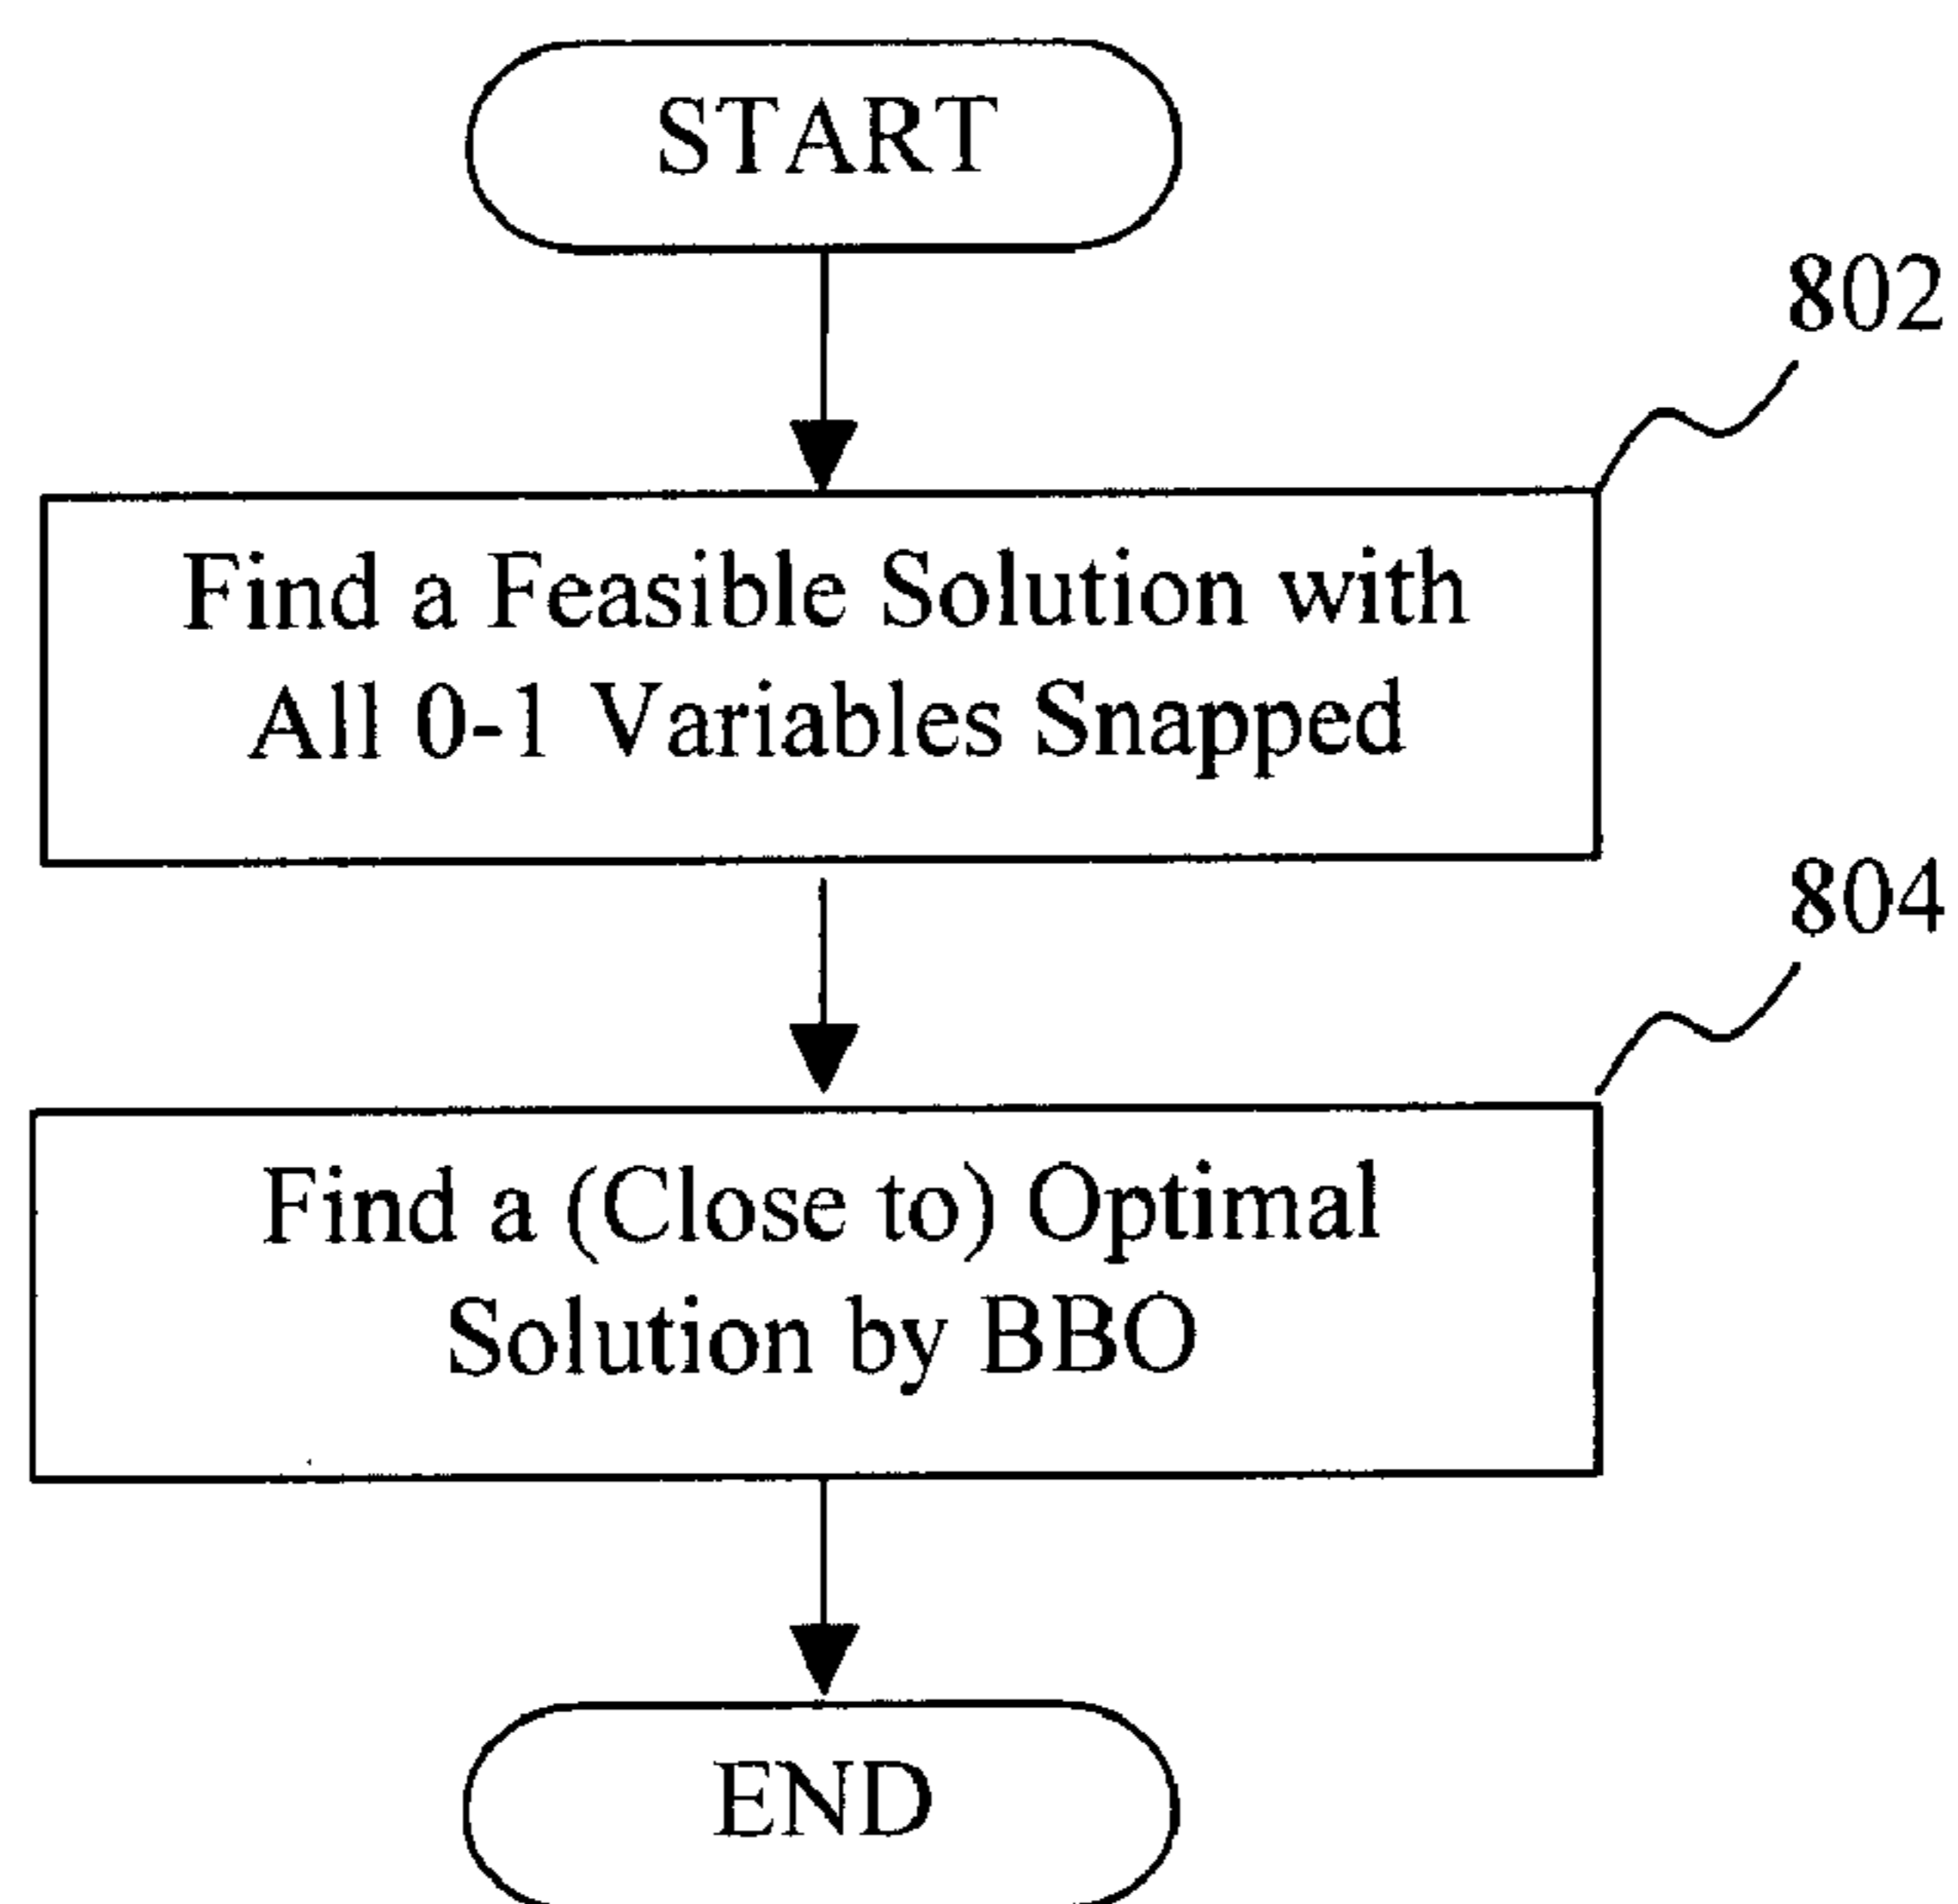 START
802
Find a Feasible Solution with
All 0-1 Variables Snapped
804
Find a (Close to) Optimal
Solution by BBO
END